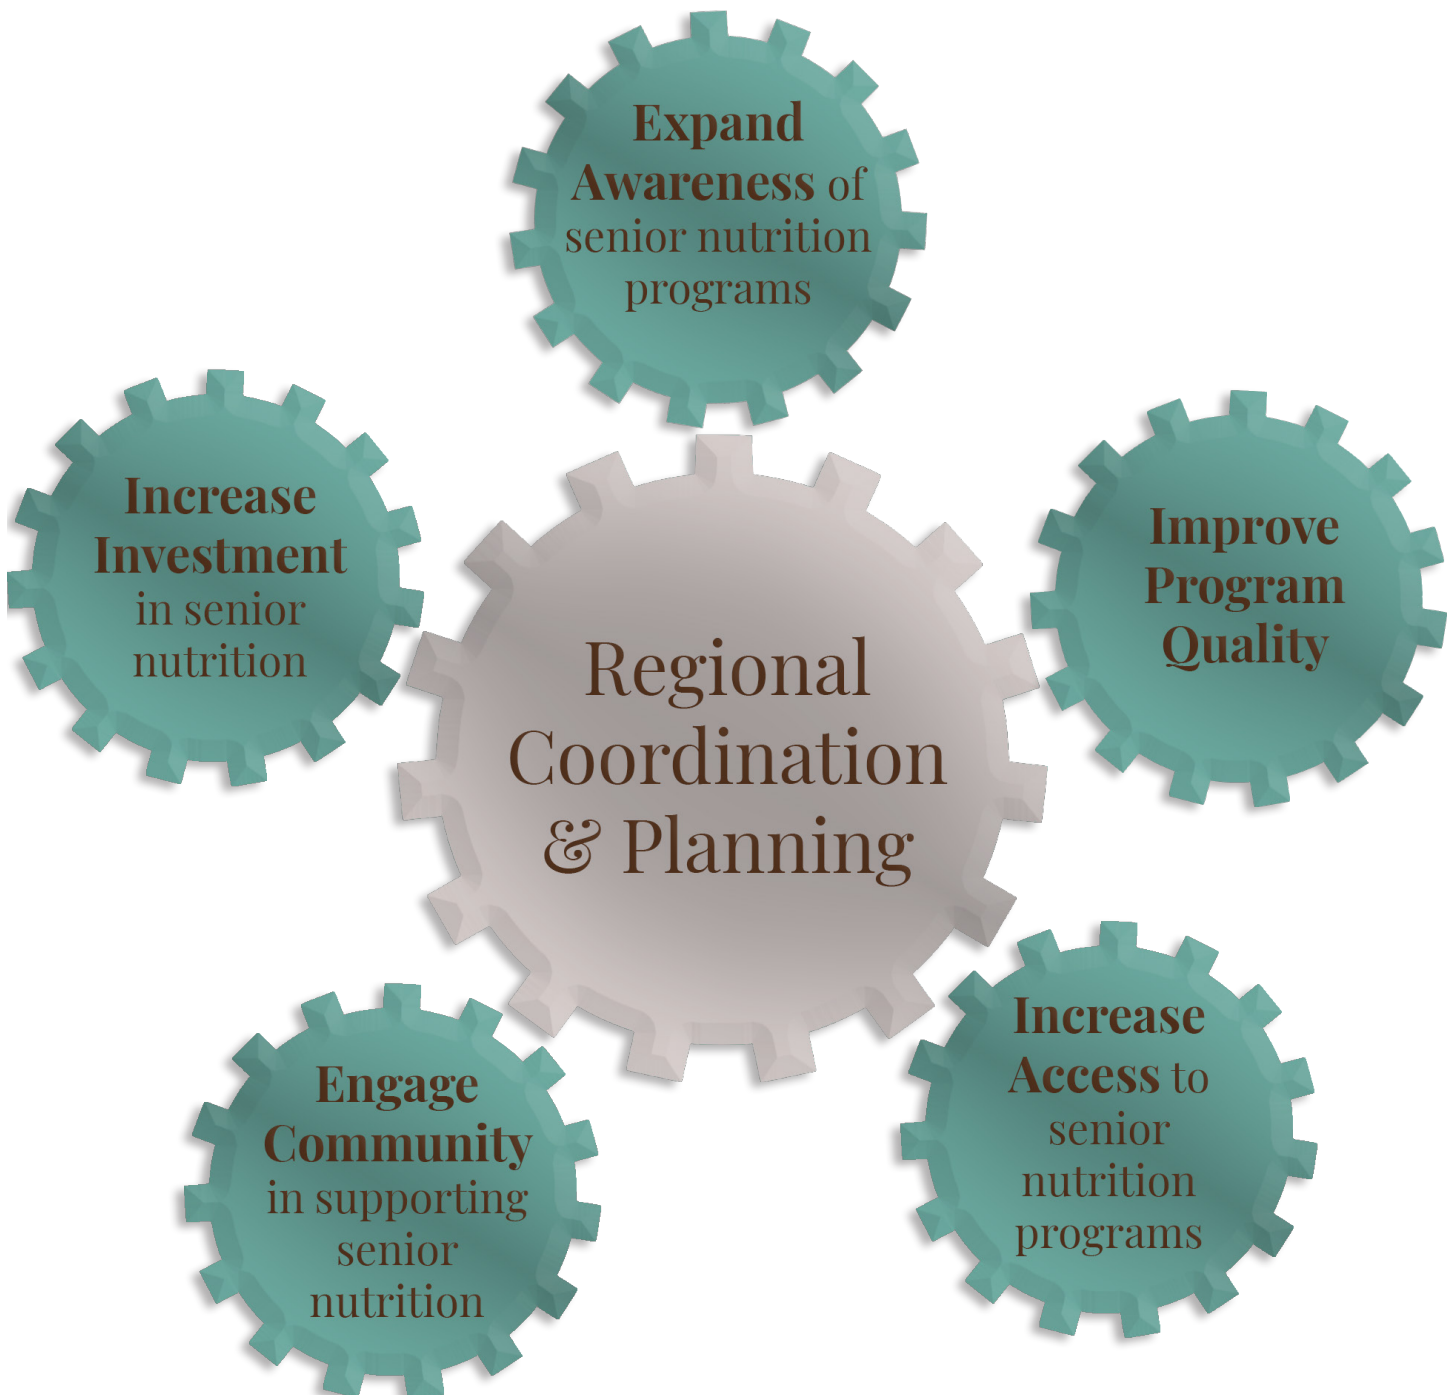 Expand
Awareness of
senior nutrition
programs
Increase
Investment
in senior
nutrition
Improve
Program
Quality
Regional
Coordination
& Planning
Engage
Community
in supporting
senior
nutrition
Increase
Access to
senior
nutrition
programs